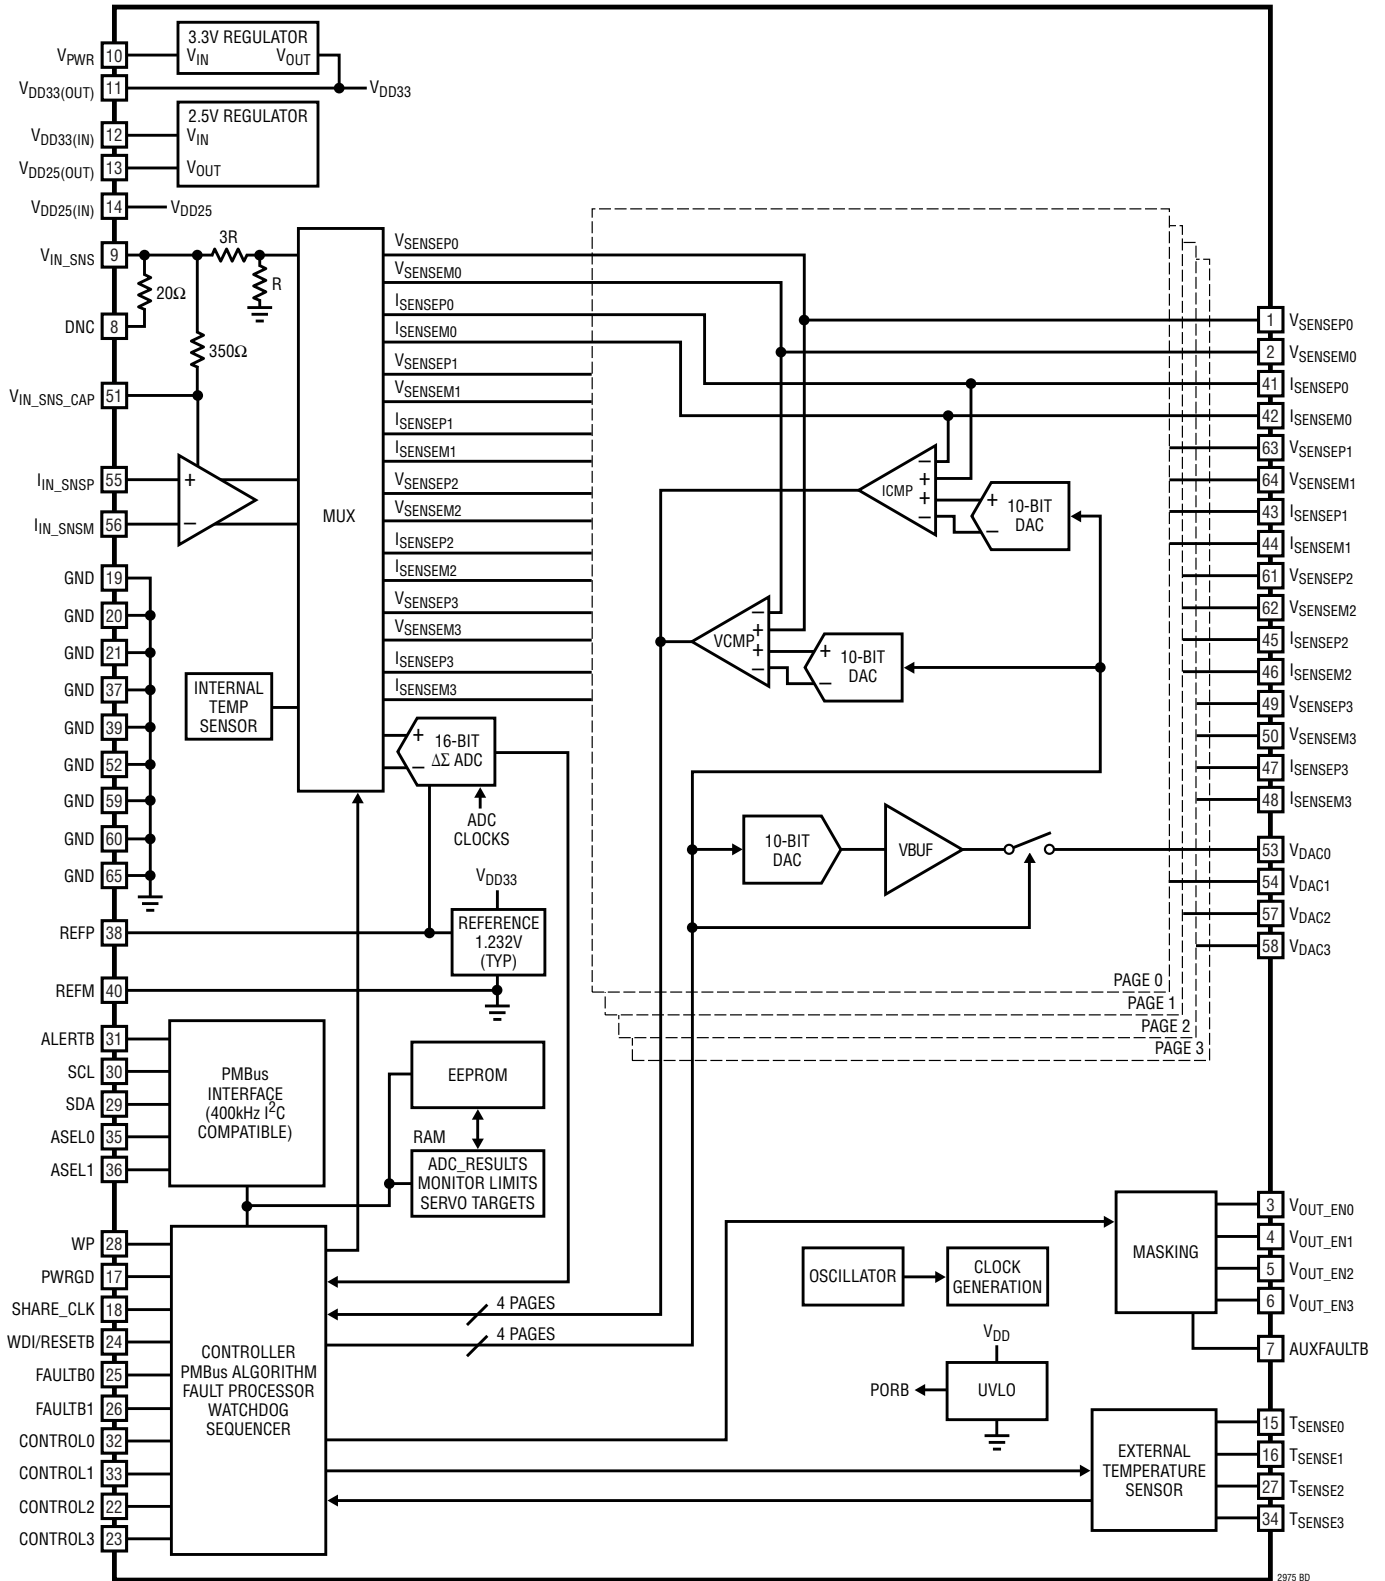 3.3V REGULATOR
VIN
VOUT
VPWR 10
VDD33(OUT) 11
VDD33
2.5V REGULATOR
VIN
VOUT
VDD33(IN) 12
VDD25(OUT) 13
VDD25(IN) 14
VDD25
VIN_SNS 9
3R
R
20Ω
DNC 8
350Ω
VIN_SNS_CAP 51
IIN_SNSP 55
+
IIN_SNSM 56
–
GND 19
GND 20
GND 21
GND 37
GND 39
GND 52
GND 59
GND 60
GND 65
REFP 38
REFM 40
INTERNAL
TEMP
SENSOR
MUX
VSENSEP0
VSENSEM0
ISENSEP0
ISENSEM0
VSENSEP1
VSENSEM1
ISENSEP1
ISENSEM1
VSENSEP2
VSENSEM2
ISENSEP2
ISENSEM2
VSENSEP3
VSENSEM3
ISENSEP3
ISENSEM3
+
–
16-BIT
ΔΣ ADC
ADC
CLOCKS
VDD33
REFERENCE
1.232V
(TYP)
ICMP
–
+
+
–
+
–
10-BIT
DAC
VCMP
–
+
+
–
+
–
10-BIT
DAC
10-BIT
DAC
VBUF
PAGE 0
PAGE 1
PAGE 2
PAGE 3
1 VSENSEP0
2 VSENSEM0
41 ISENSEP0
42 ISENSEM0
63 VSENSEP1
64 VSENSEM1
43 ISENSEP1
44 ISENSEM1
61 VSENSEP2
62 VSENSEM2
45 ISENSEP2
46 ISENSEM2
49 VSENSEP3
50 VSENSEM3
47 ISENSEP3
48 ISENSEM3
53 VDAC0
54 VDAC1
57 VDAC2
58 VDAC3
ALERTB 31
SCL 30
SDA 29
ASEL0 35
ASEL1 36
PMBus
INTERFACE
(400kHz I2C
COMPATIBLE)
EEPROM
RAM
ADC_RESULTS
MONITOR LIMITS
SERVO TARGETS
WP 28
PWRGD 17
SHARE_CLK 18
WDI/RESETB 24
FAULTB0 25
FAULTB1 26
CONTROL0 32
CONTROL1 33
CONTROL2 22
CONTROL3 23
CONTROLLER
PMBus ALGORITHM
FAULT PROCESSOR
WATCHDOG
SEQUENCER
4 PAGES
4 PAGES
OSCILLATOR
CLOCK
GENERATION
VDD
UVLO
PORB
MASKING
3 VOUT_EN0
4 VOUT_EN1
5 VOUT_EN2
6 VOUT_EN3
7 AUXFAULTB
EXTERNAL
TEMPERATURE
SENSOR
15 TSENSE0
16 TSENSE1
27 TSENSE2
34 TSENSE3
2975 BD